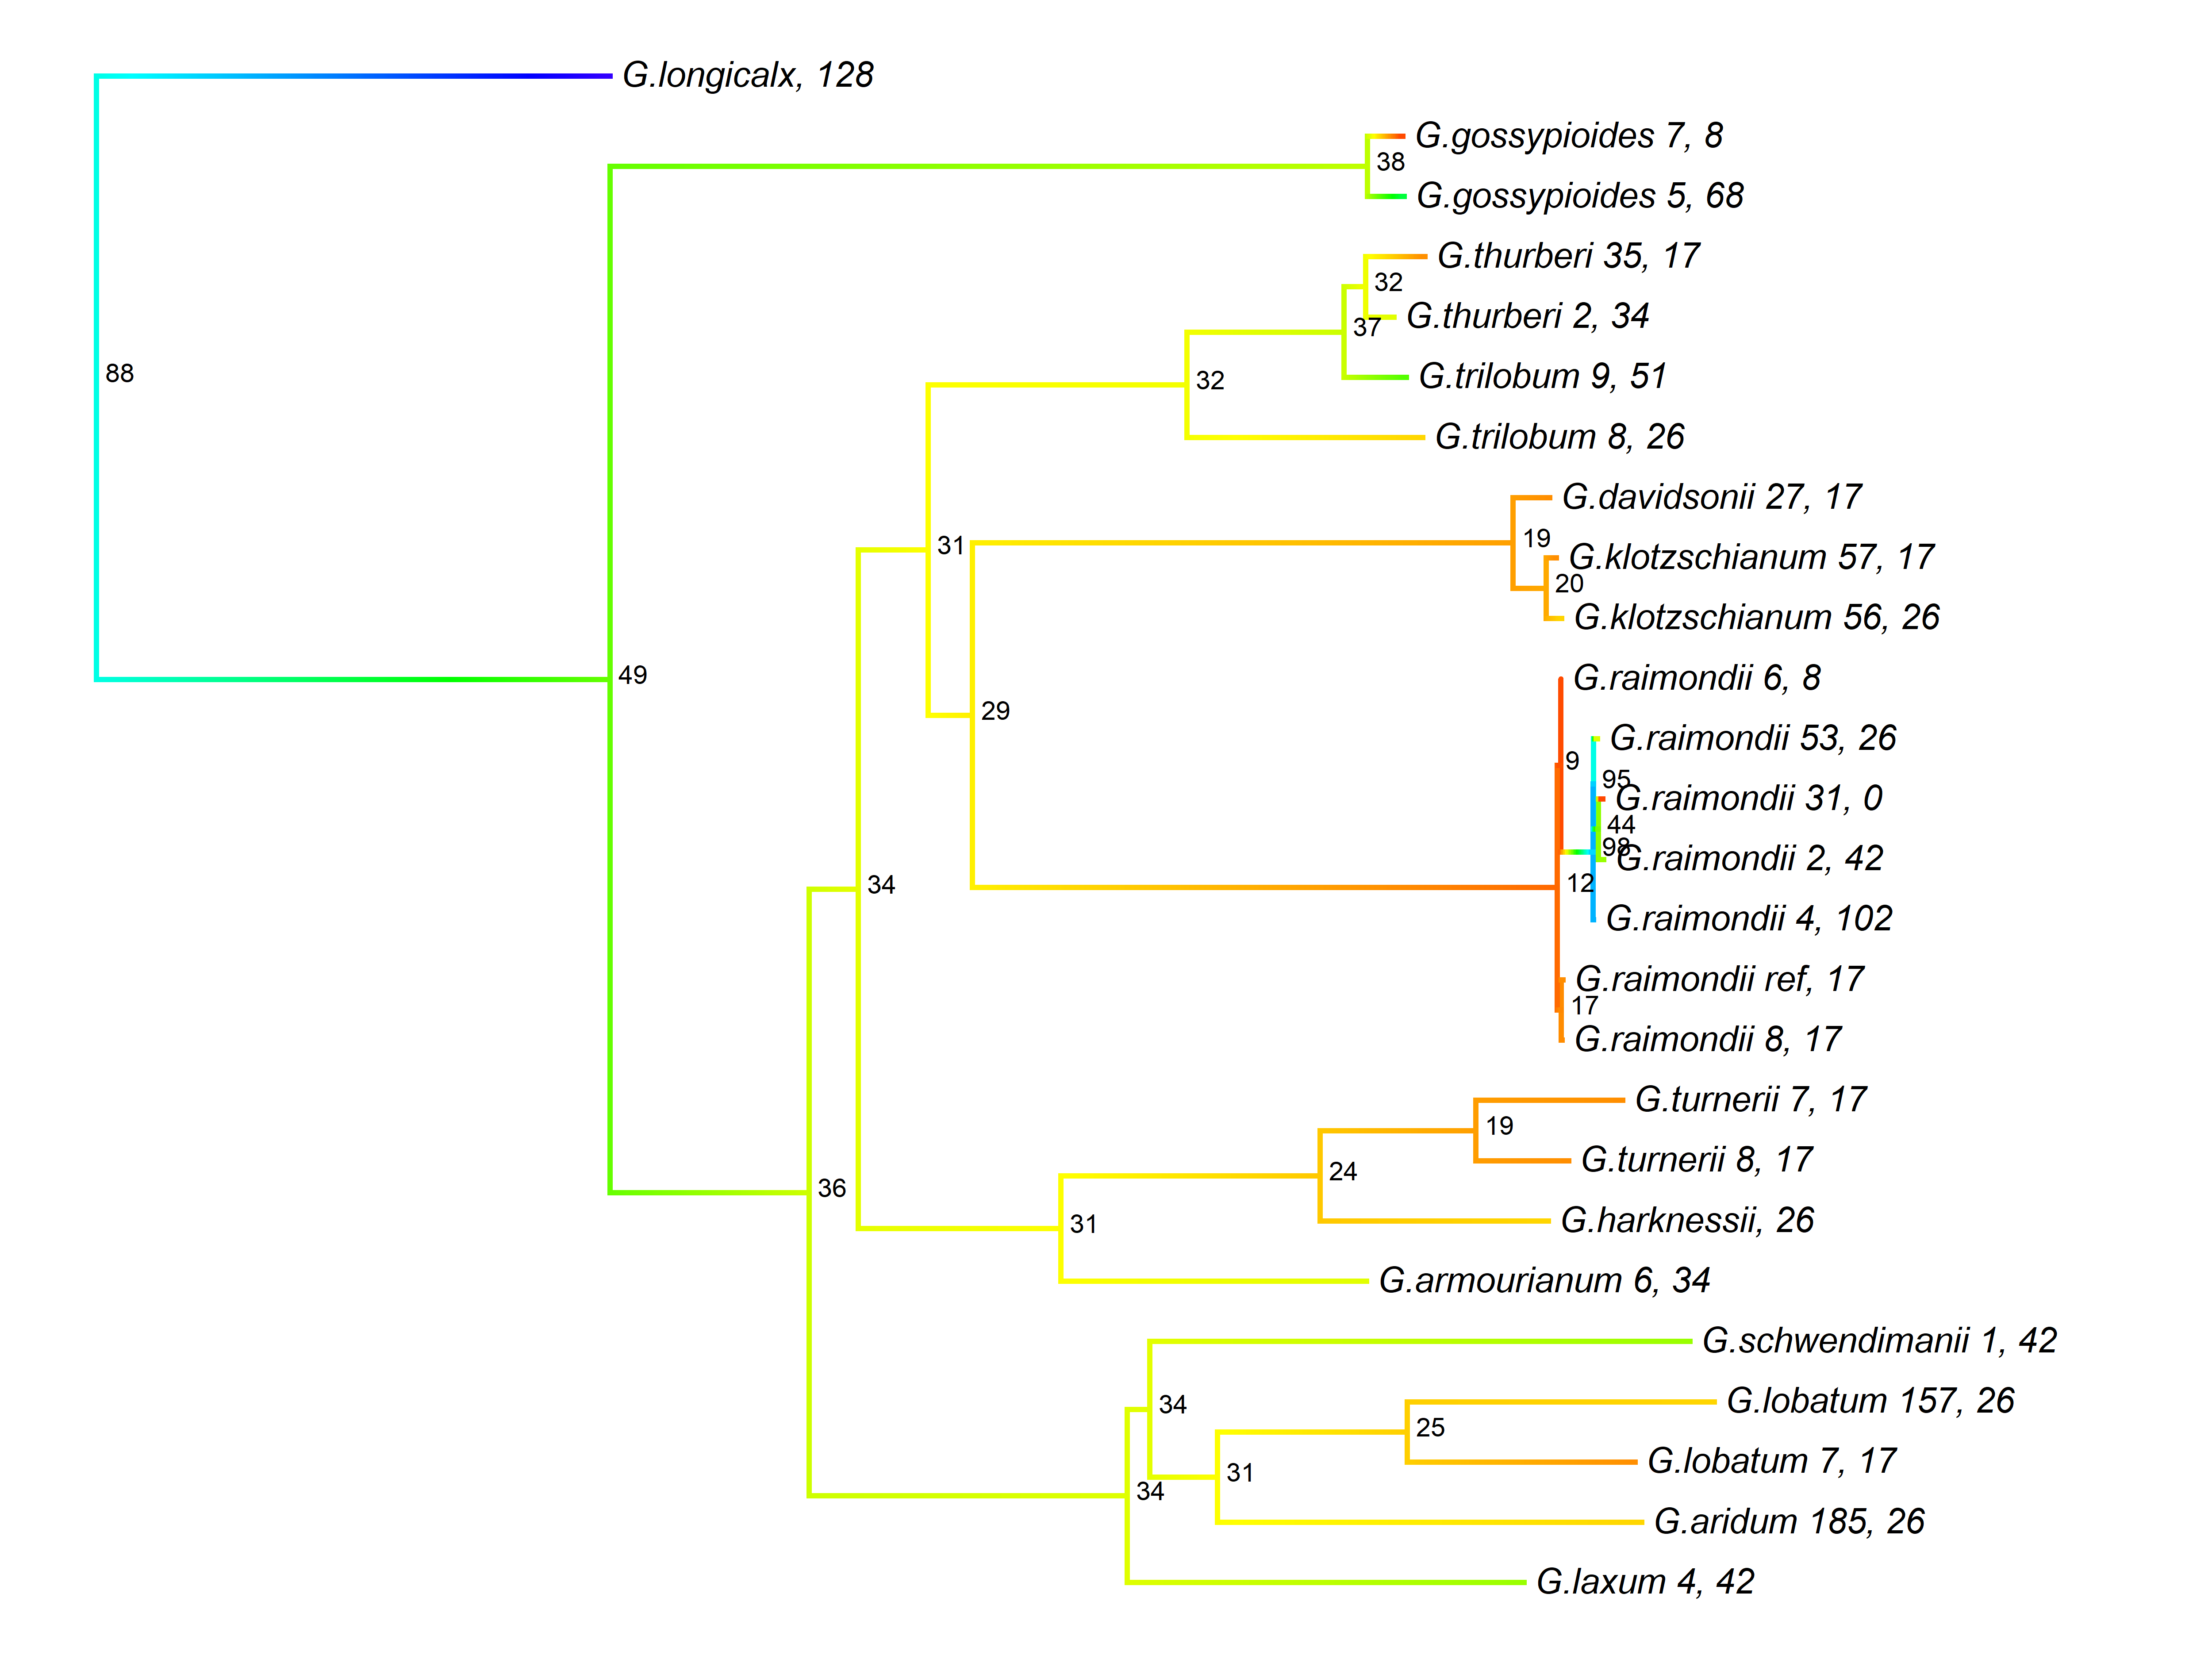 G.longicalx, 128
G.gossypioides 7, 8
38
G.gossypioides 5, 68
G.thurberi 35, 17
32
G.thurberi 2, 34
37
88
G.trilobum 9, 51
32
G.trilobum 8, 26
G.davidsonii 27, 17
19
31
G.klotzschianum 57, 17
20
G.klotzschianum 56, 26
49
G.raimondii 6, 8
29
G.raimondii 53, 26
9
95
G.raimondii 31, 0
44
98
G.raimondii 2, 42
12
34
G.raimondii 4, 102
G.raimondii ref, 17
17
G.raimondii 8, 17
G.turnerii 7, 17
19
G.turnerii 8, 17
24
36
G.harknessii, 26
31
G.armourianum 6, 34
G.schwendimanii 1, 42
34
G.lobatum 157, 26
25
G.lobatum 7, 17
31
34
G.aridum 185, 26
G.laxum 4, 42